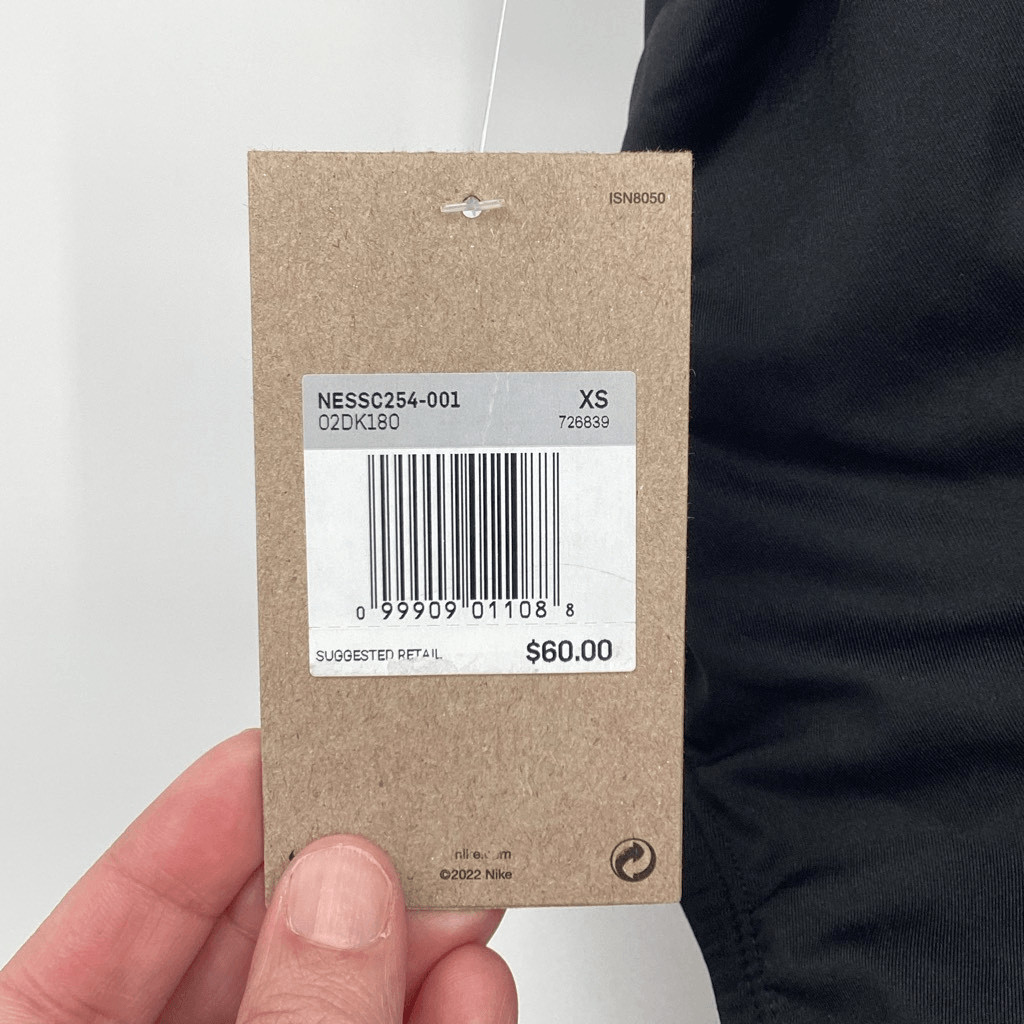 ISN8050
NESSC254-001 XS
02DK180 726839
0 99909 01108 8
SUGGESTED RETAIL $60.00
©2022 Nike